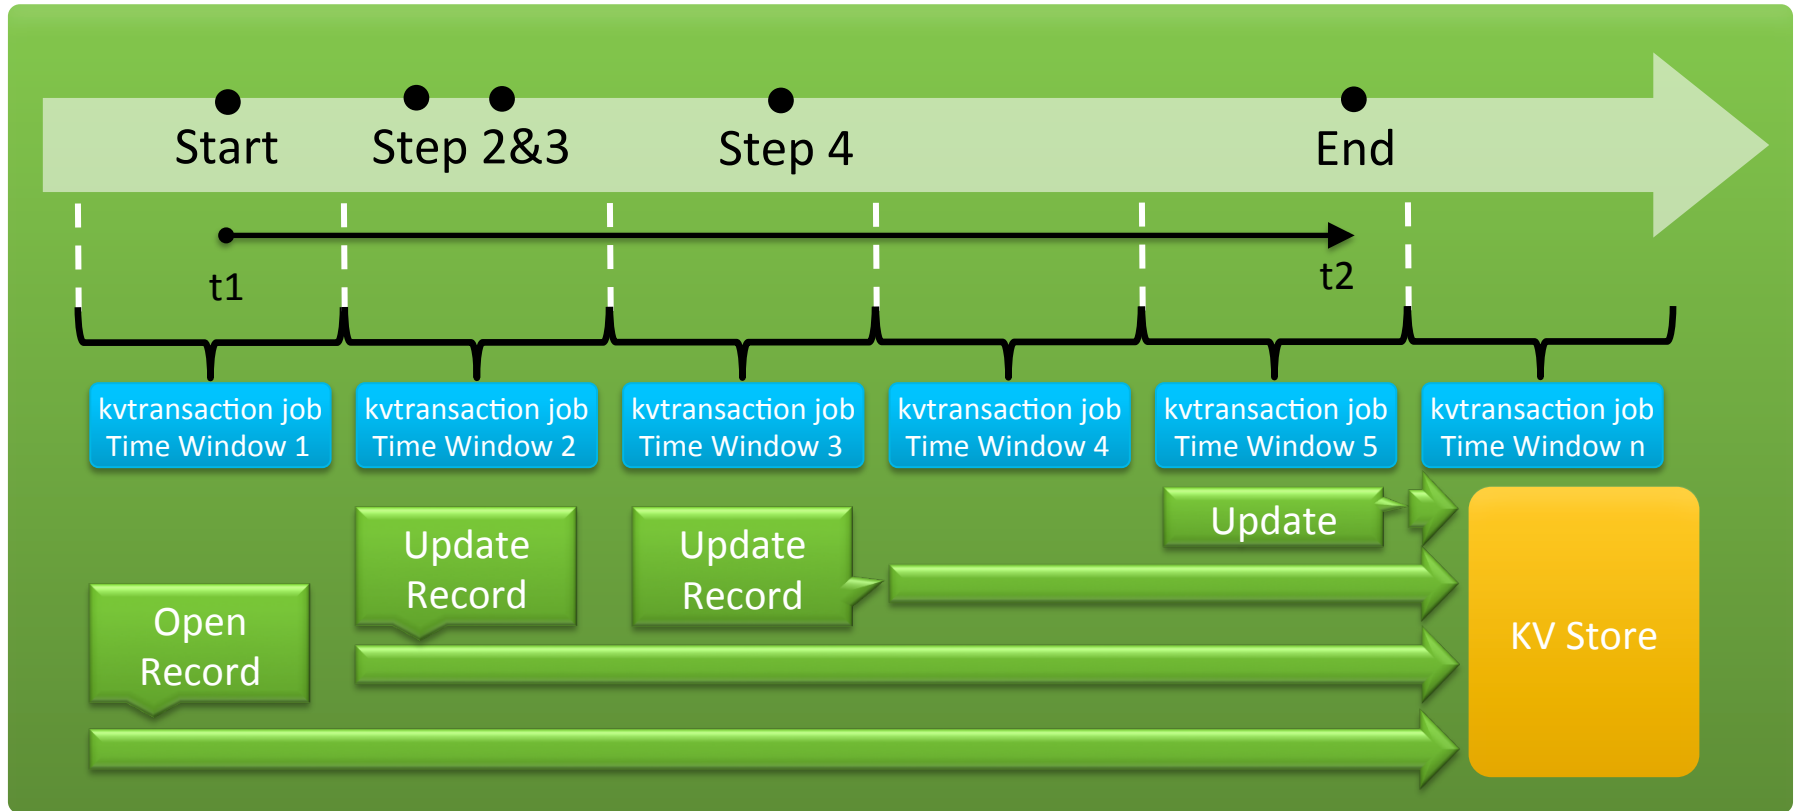 Start
Step 2&3
Step 4
End
t1
t2
kvtransaction job
Time Window 1
kvtransaction job
Time Window 2
kvtransaction job
Time Window 3
kvtransaction job
Time Window 4
kvtransaction job
Time Window 5
kvtransaction job
Time Window n
Open
Record
Update
Record
Update
Record
Update
KV Store